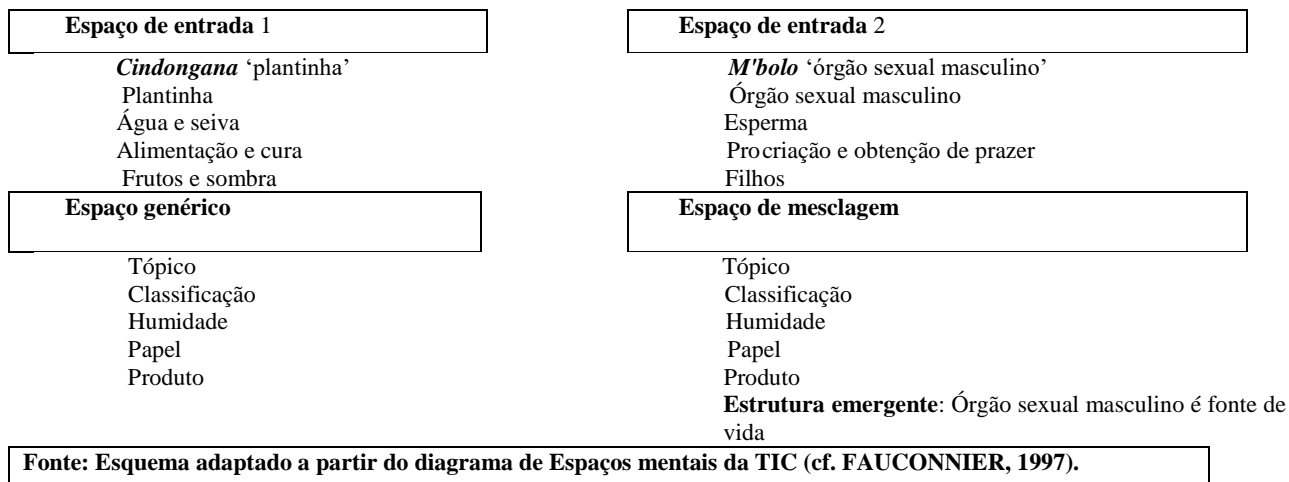 Espaço de entrada 1
Cindongana ‘plantinha’
Plantinha
Água e seiva
Alimentação e cura
Frutos e sombra
Espaço de entrada 2
M'bolo ‘órgão sexual masculino’
Órgão sexual masculino
Esperma
Procriação e obtenção de prazer
Filhos
Espaço genérico
Tópico
Classificação
Humidade
Papel
Produto
Espaço de mesclagem
Tópico
Classificação
Humidade
Papel
Produto
Estrutura emergente: Órgão sexual masculino é fonte de
vida
Fonte: Esquema adaptado a partir do diagrama de Espaços mentais da TIC (cf. FAUCONNIER, 1997).